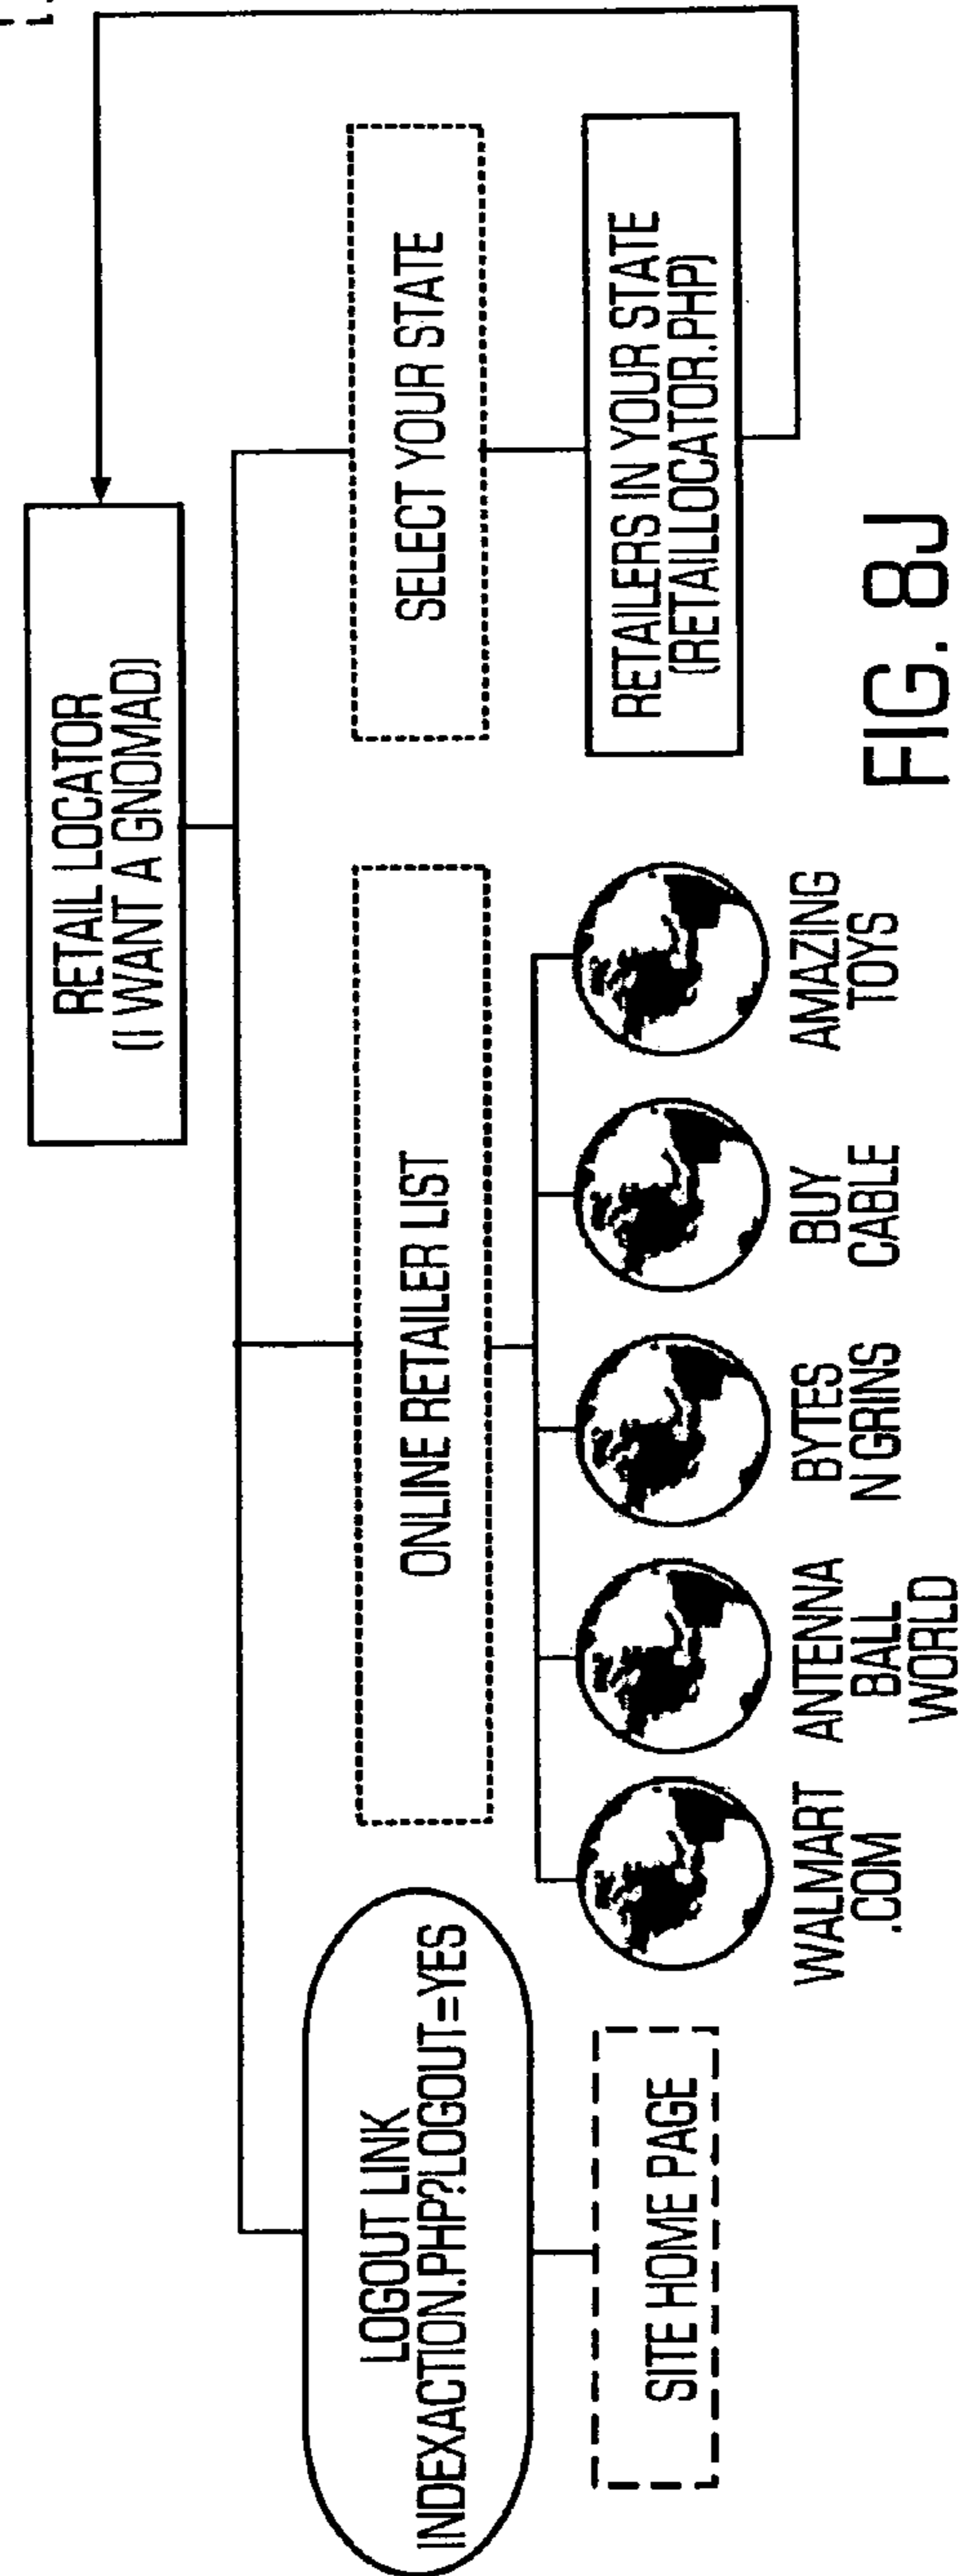 RETAIL LOCATOR
(I WANT A GNOMAD)
LOGOUT LINK
INDEXACTION.PHP?LOGOUT=YES
ONLINE RETAILER LIST
SELECT YOUR STATE
SITE HOME PAGE
WALMART
.COM
ANTENNA
BALL
WORLD
BYTES
N GRINS
BUY
CABLE
AMAZING
TOYS
RETAILERS IN YOUR STATE
(RETAILLOCATOR.PHP)
FIG. 8J